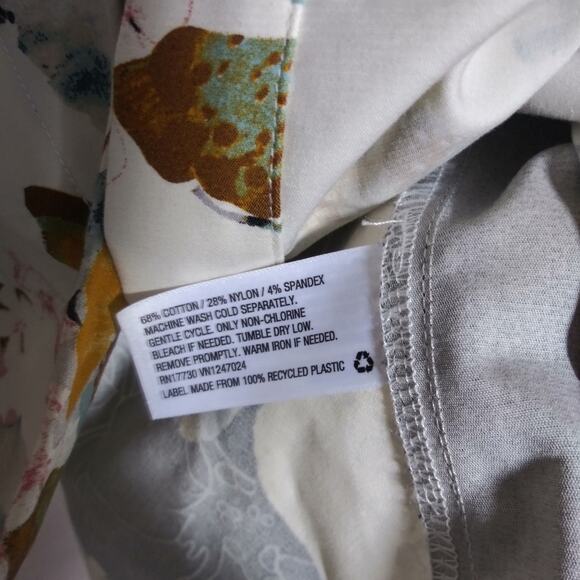 68% COTTON / 28% NYLON / 4% SPANDEX
MACHINE WASH COLD SEPARATELY.
GENTLE CYCLE. ONLY NON-CHLORINE
BLEACH IF NEEDED. TUMBLE DRY LOW.
REMOVE PROMPTLY. WARM IRON IF NEEDED.
RN17730 VN1247024
LABEL MADE FROM 100% RECYCLED PLASTIC